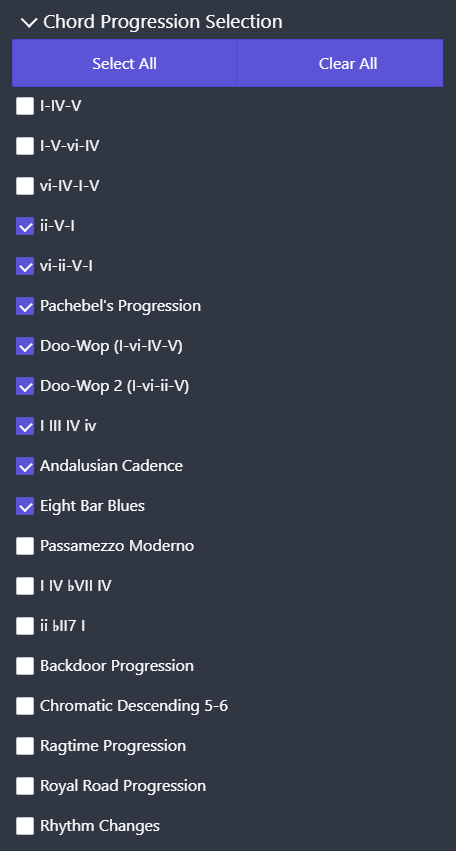 Chord Progression Selection
Select All Clear All
I-IV-V
I-V-vi-IV
vi-IV-I-V
ii-V-I
vi-ii-V-I
Pachebel's Progression
Doo-Wop (I-vi-IV-V)
Doo-Wop 2 (I-vi-ii-V)
I III IV iv
Andalusian Cadence
Eight Bar Blues
Passamezzo Moderno
I IV ♭VII IV
ii ♭II7 I
Backdoor Progression
Chromatic Descending 5-6
Ragtime Progression
Royal Road Progression
Rhythm Changes